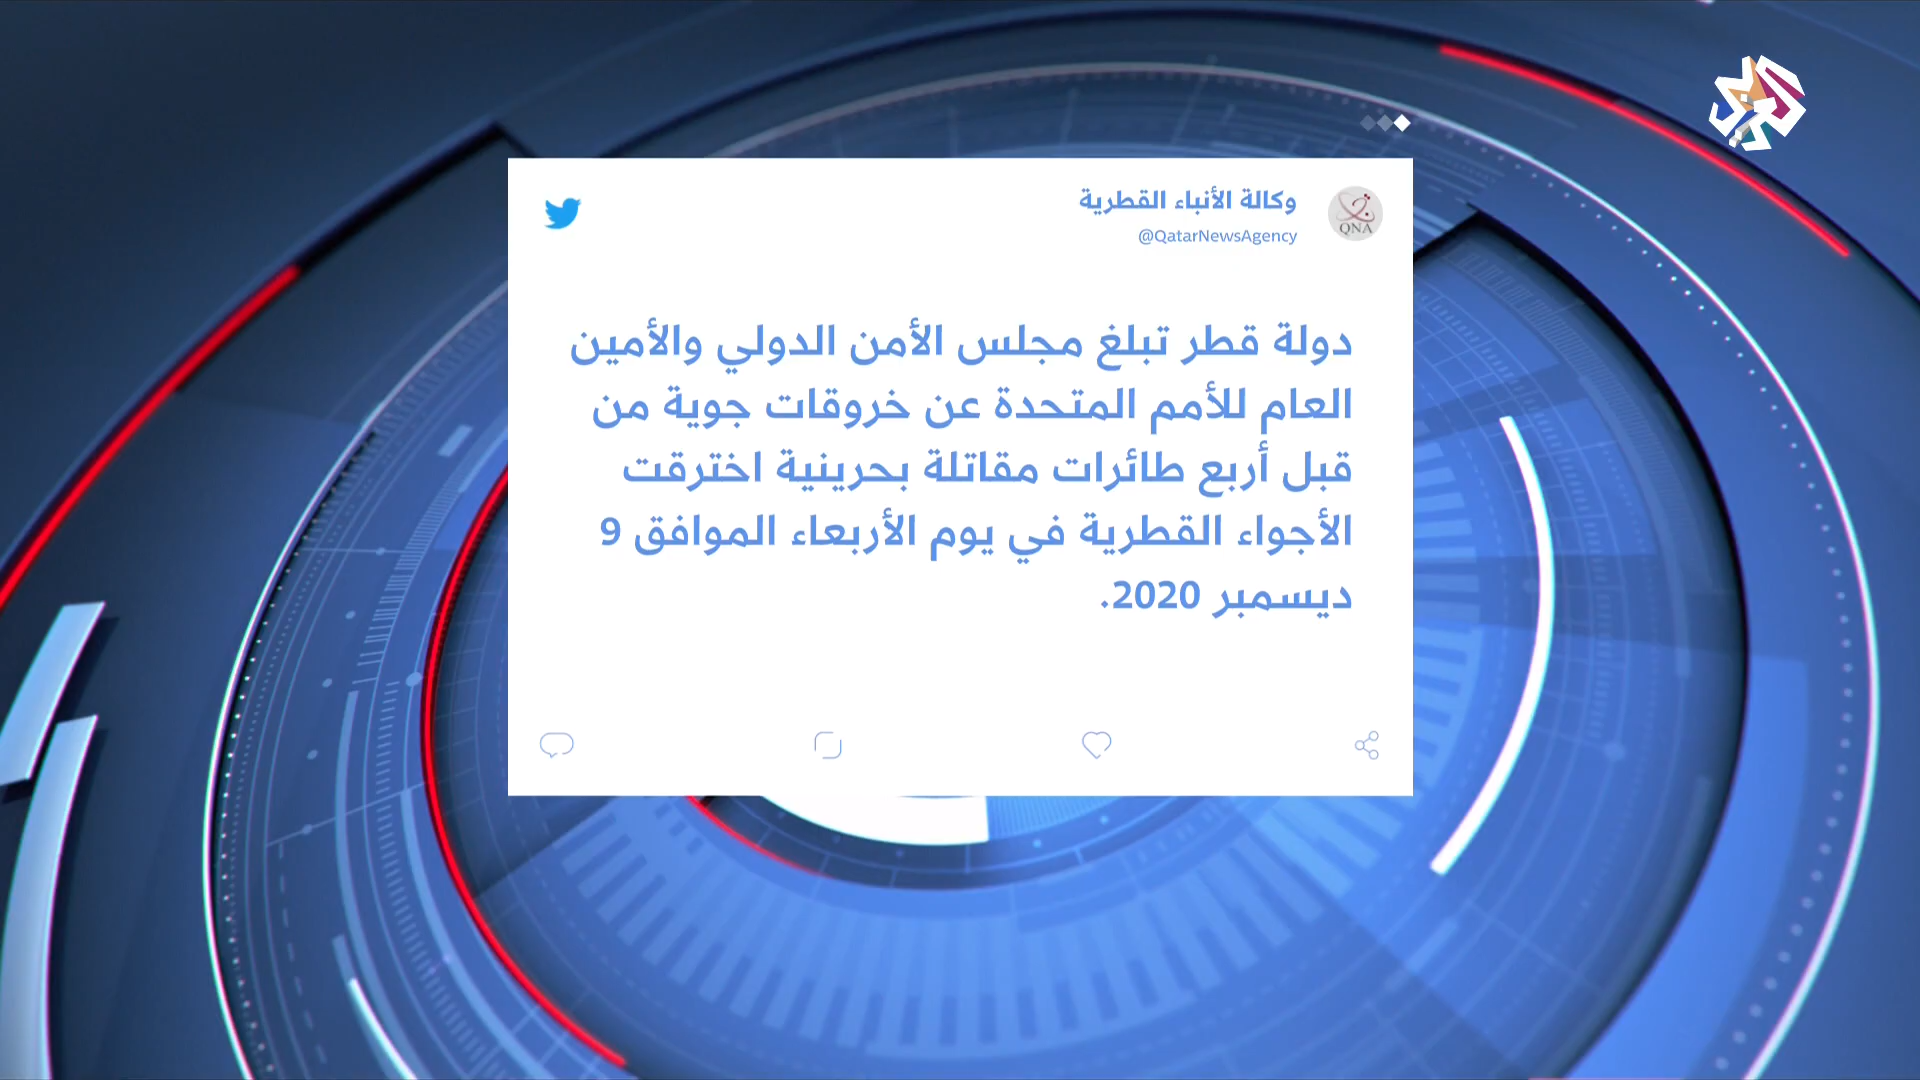 وكالة الأنباء القطرية
@QatarNewsAgency
QNA
دولة قطر تبلغ مجلس الأمن الدولي والأمين
العام للأمم المتحدة عن خروقات جوية من
قبل أربع طائرات مقاتلة بحرينية اخترقت
الأجواء القطرية في يوم الأربعاء الموافق 9
ديسمبر 2020.